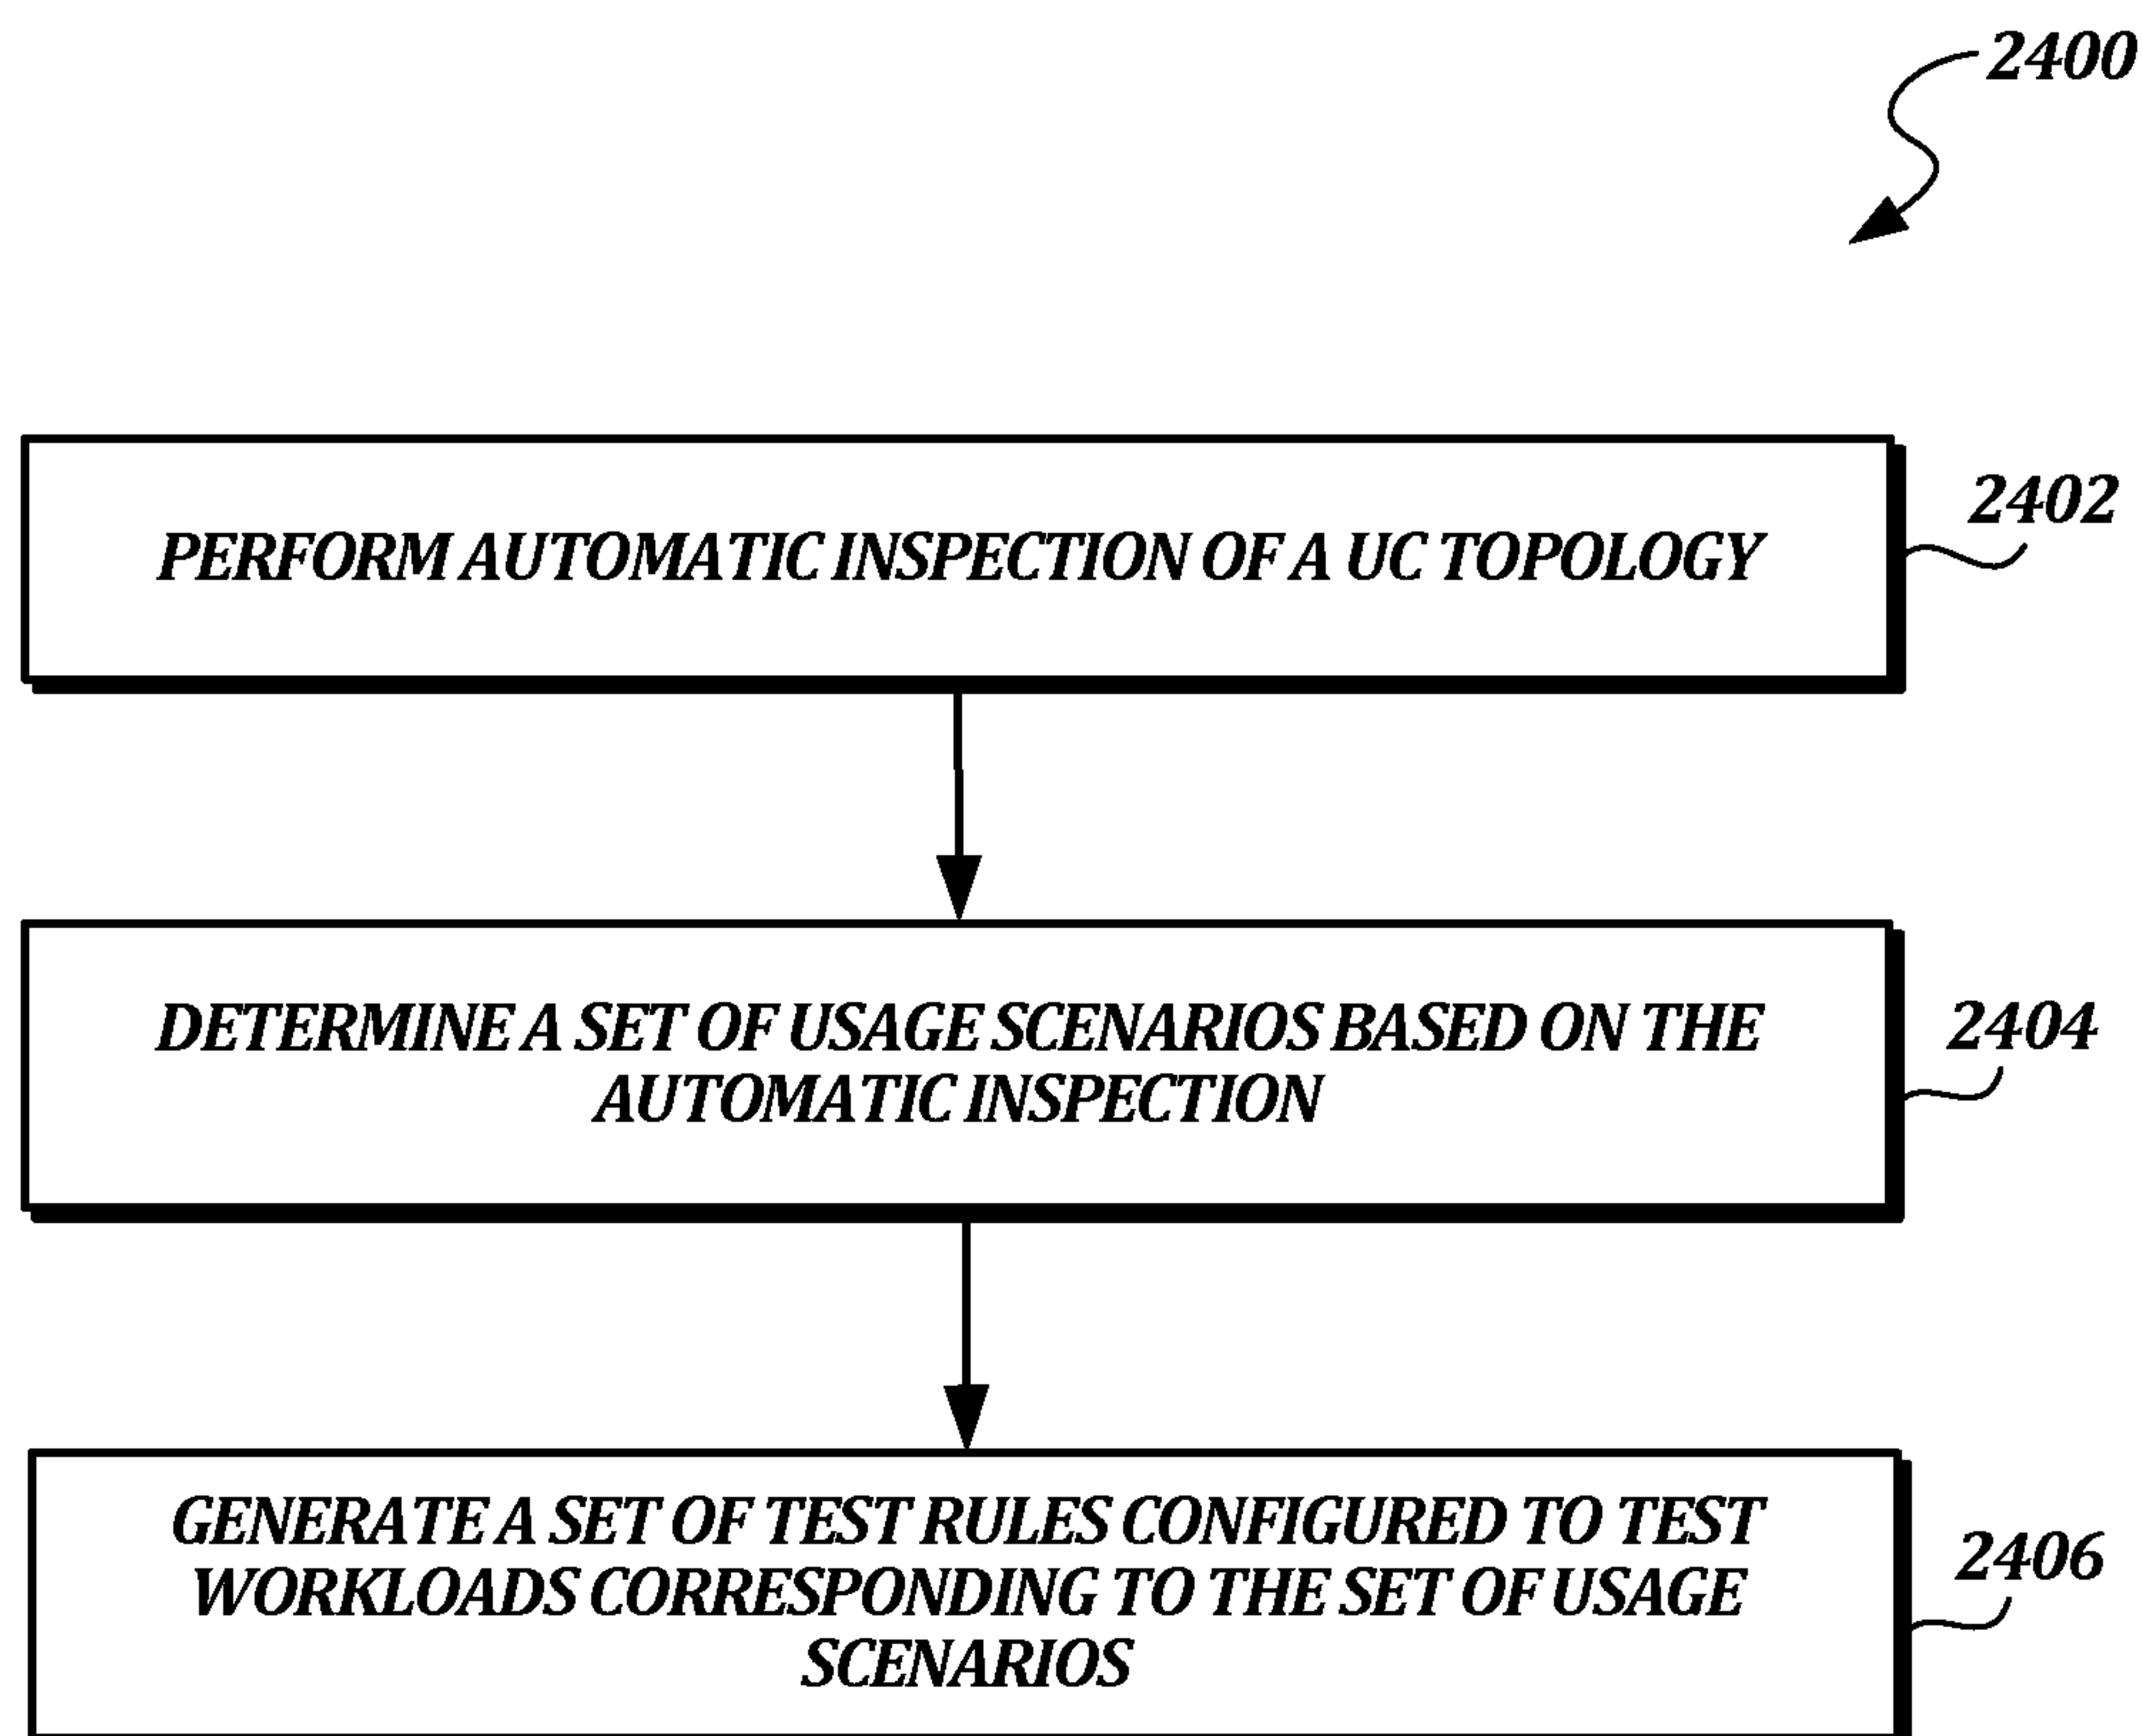 2400
PERFORM AUTOMATIC INSPECTION OF A UC TOPOLOGY
2402
DETERMINE A SET OF USAGE SCENARIOS BASED ON THE
AUTOMATIC INSPECTION
2404
GENERATE A SET OF TEST RULES CONFIGURED TO TEST
WORKLOADS CORRESPONDING TO THE SET OF USAGE
SCENARIOS
2406